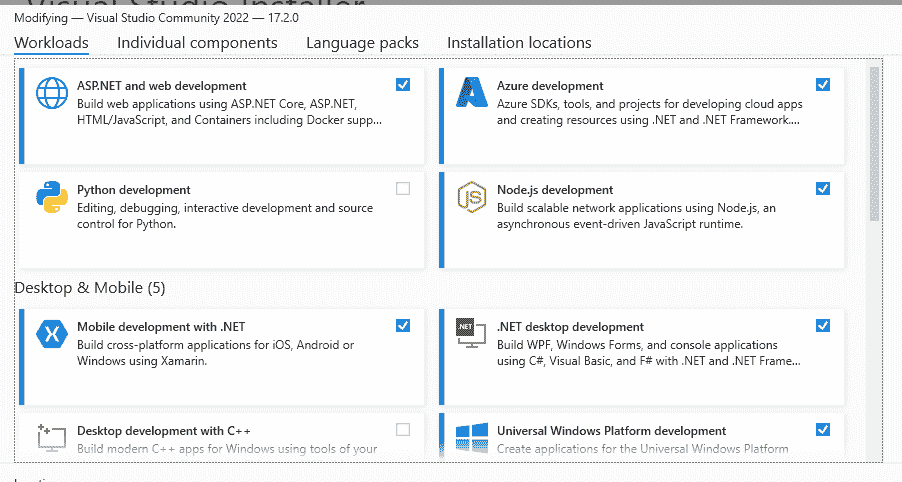 Visual Studio Installer
Modifying — Visual Studio Community 2022 — 17.2.0
Workloads Individual components Language packs Installation locations
ASP.NET and web development
Build web applications using ASP.NET Core, ASP.NET,
HTML/JavaScript, and Containers including Docker supp...
Azure development
Azure SDKs, tools, and projects for developing cloud apps
and creating resources using .NET and .NET Framework....
Python development
Editing, debugging, interactive development and source
control for Python.
JS
Node.js development
Build scalable network applications using Node.js, an
asynchronous event-driven JavaScript runtime.
Desktop & Mobile (5)
Mobile development with .NET
Build cross-platform applications for iOS, Android or
Windows using Xamarin.
.NET
.NET desktop development
Build WPF, Windows Forms, and console applications
using C#, Visual Basic, and F# with .NET and .NET Frame...
Desktop development with C++
Build modern C++ apps for Windows using tools of your
Universal Windows Platform development
Create applications for the Universal Windows Platform